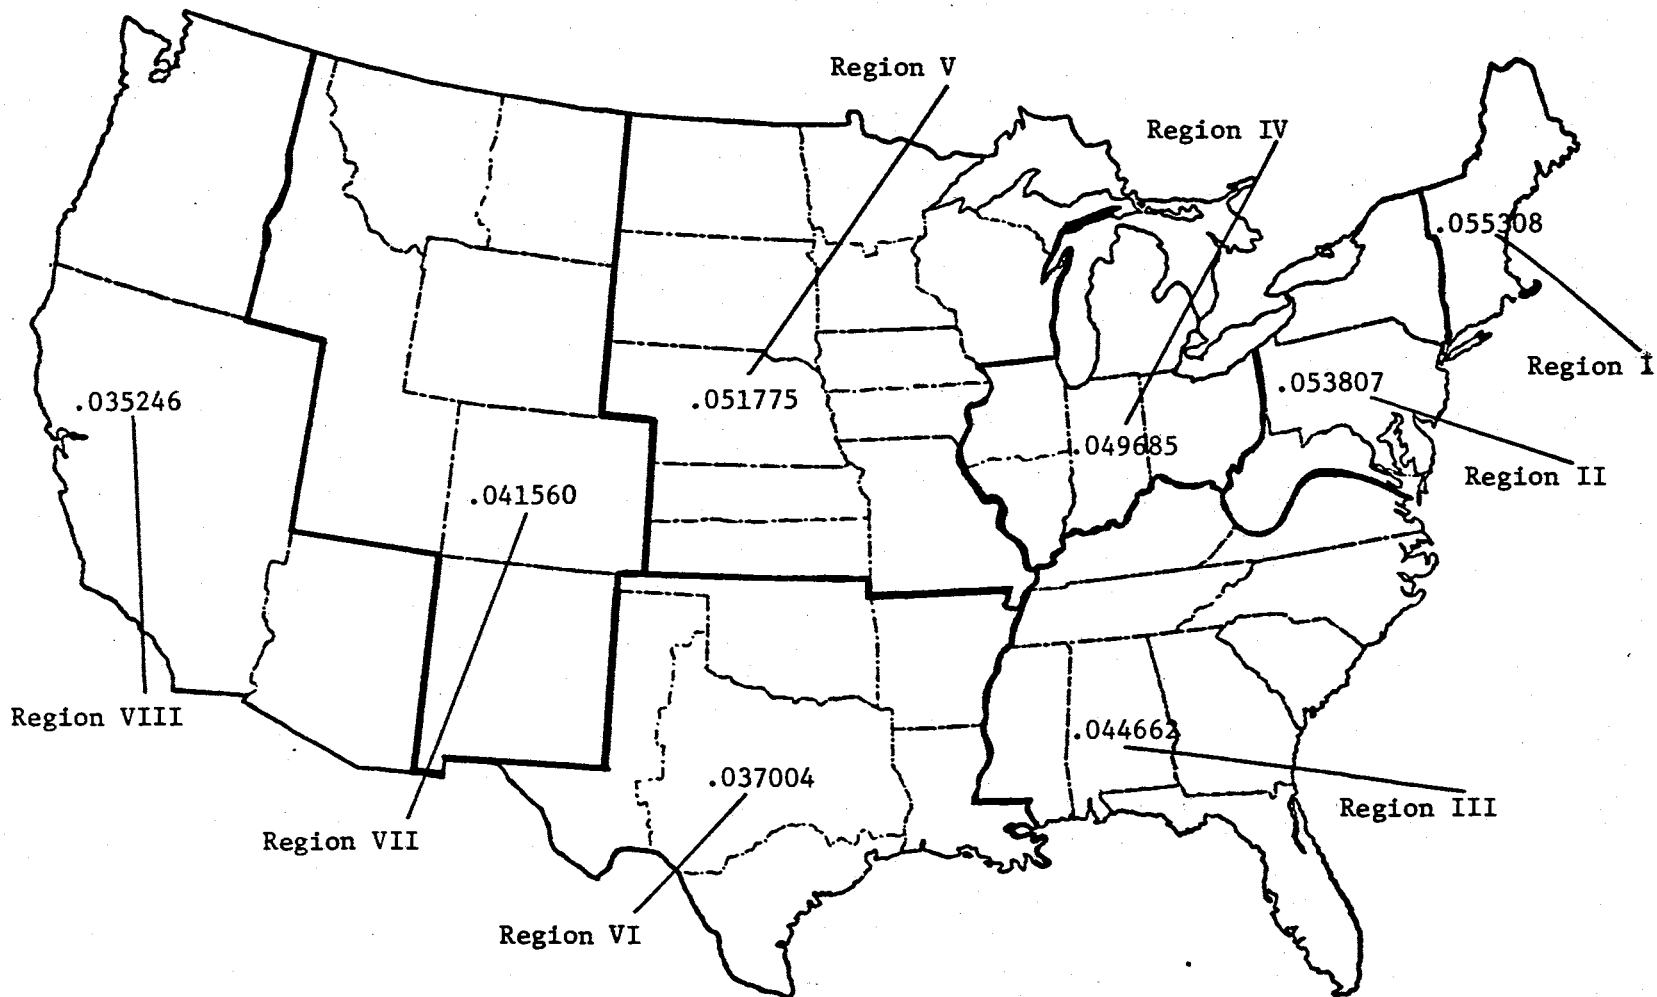 Region V
Region IV
.055308
Region I
.053807
.035246
.051775
.049685
Region II
.041560
Region VIII
.044662
.037004
Region III
Region VII
Region VI